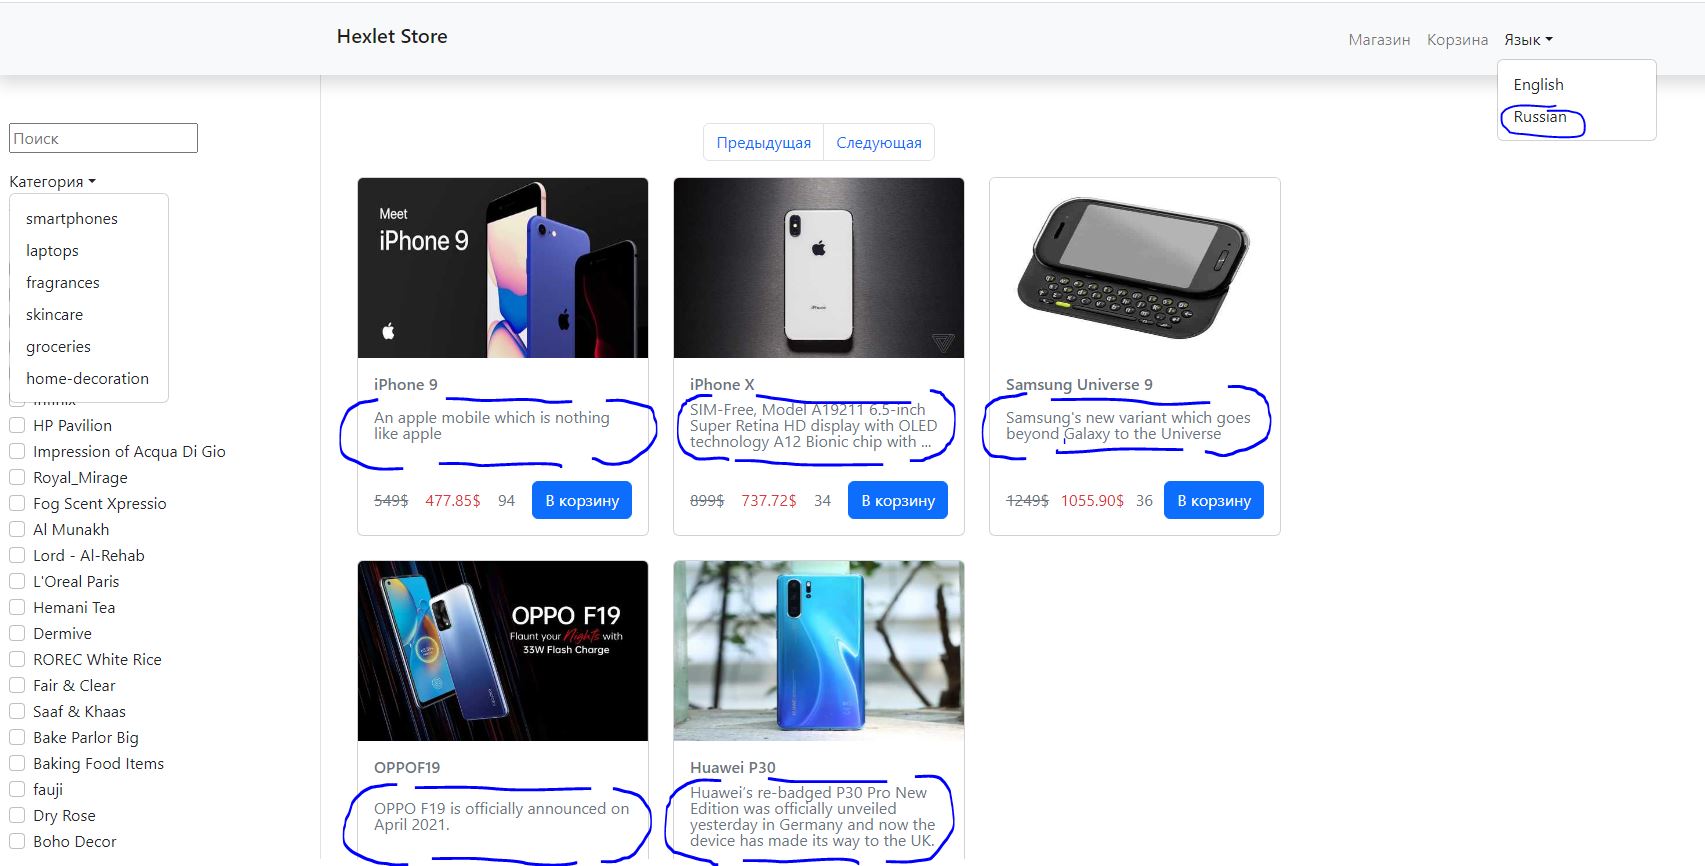 Hexlet Store
Магазин Корзина Язык
English
Russian
Поиск
Категория
smartphones
laptops
fragrances
skincare
groceries
home-decoration
HP Pavilion
Impression of Acqua Di Gio
Royal_Mirage
Fog Scent Xpressio
Al Munakh
Lord - Al-Rehab
L'Oreal Paris
Hemani Tea
Dermive
ROREC White Rice
Fair & Clear
Saaf & Khaas
Bake Parlor Big
Baking Food Items
fauji
Dry Rose
Boho Decor
Предыдущая Следующая
Meet
iPhone 9
iPhone 9
An apple mobile which is nothing
like apple
549$ 477.85$ 94 В корзину
iPhone
iPhone X
SIM-Free, Model A19211 6.5-inch
Super Retina HD display with OLED
technology A12 Bionic chip with ...
899$ 737.72$ 34 В корзину
Samsung Universe 9
Samsung's new variant which goes
beyond Galaxy to the Universe
1249$ 1055.90$ 36 В корзину
OPPO F19
Flaunt your Nights with
33W Flash Charge
OPPOF19
OPPO F19 is officially announced on
April 2021.
Huawei P30
Huawei's re-badged P30 Pro New
Edition was officially unveiled
yesterday in Germany and now the
device has made its way to the UK.